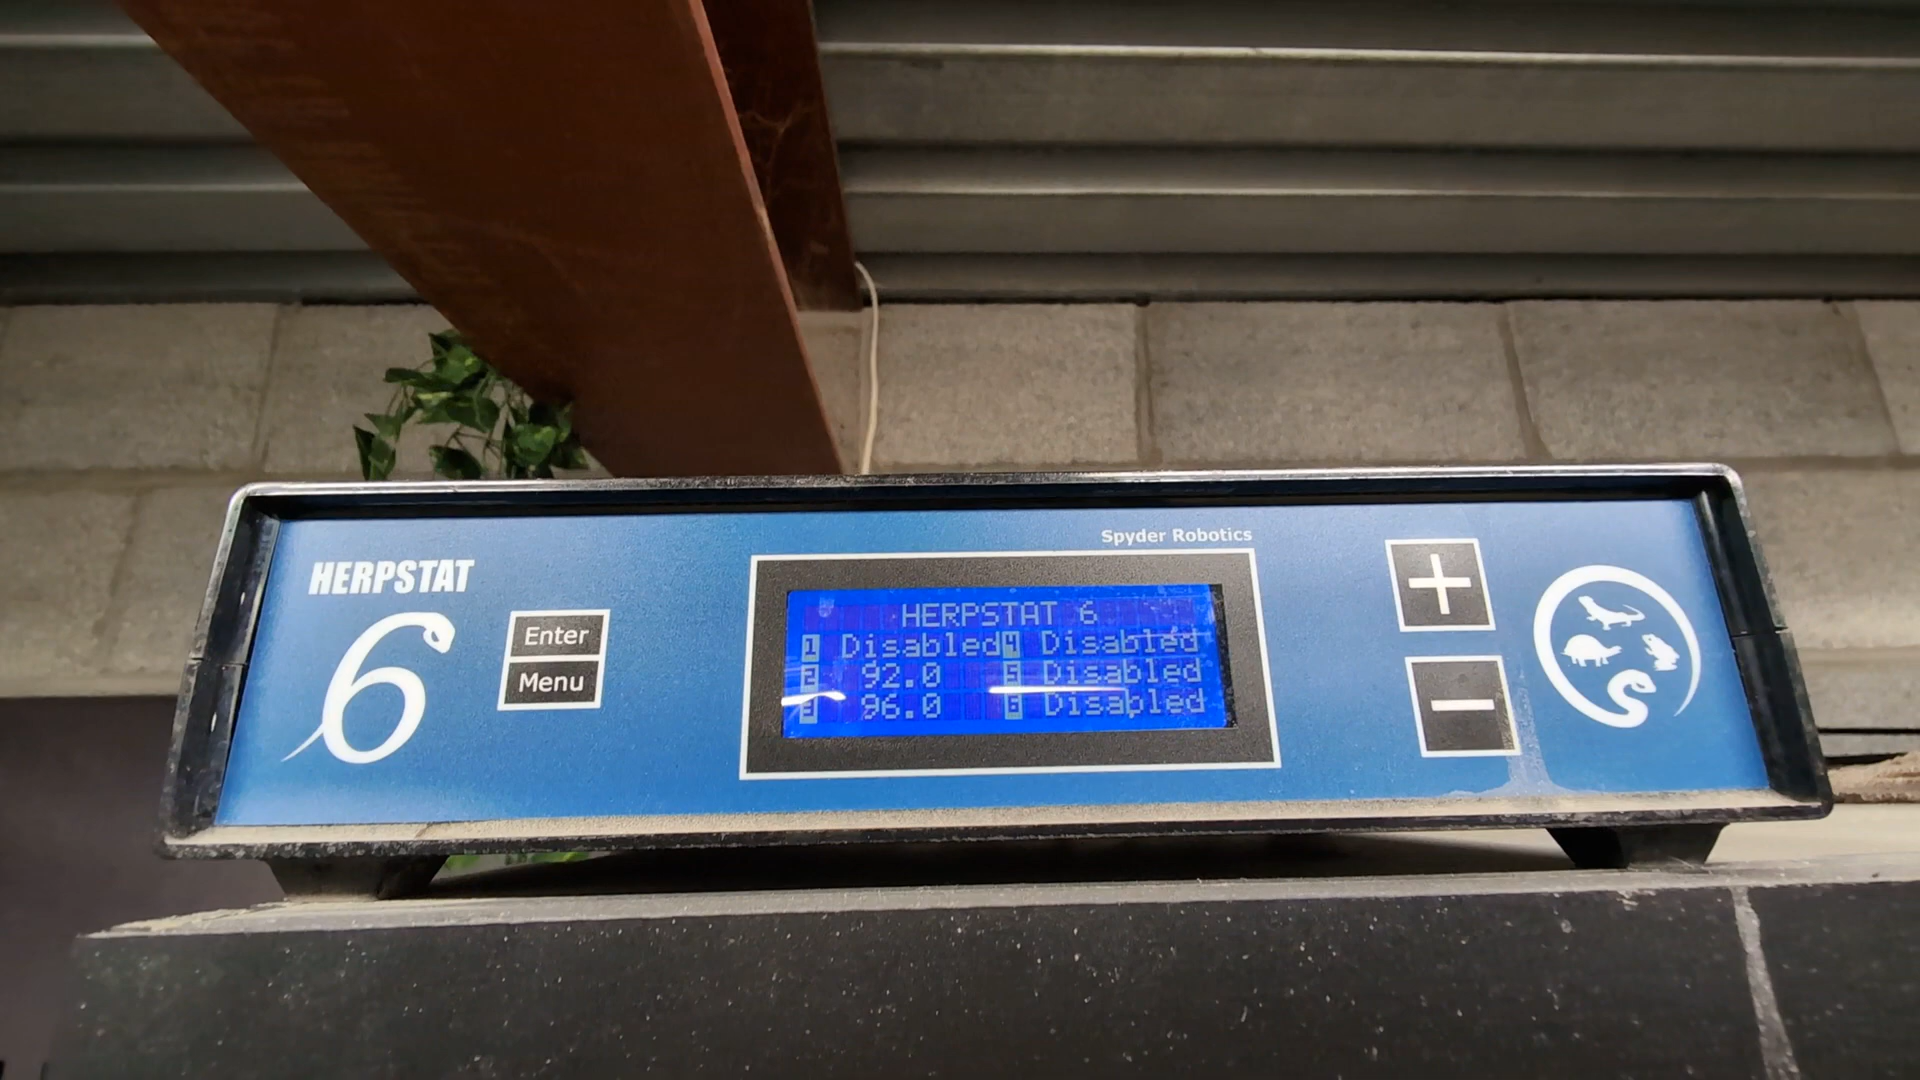 Spyder Robotics
HERPSTAT
6
Enter
Menu
HERPSTAT 6
1 Disabled 4 Disabled
2 92.0 5 Disabled
3 96.0 6 Disabled
+
−